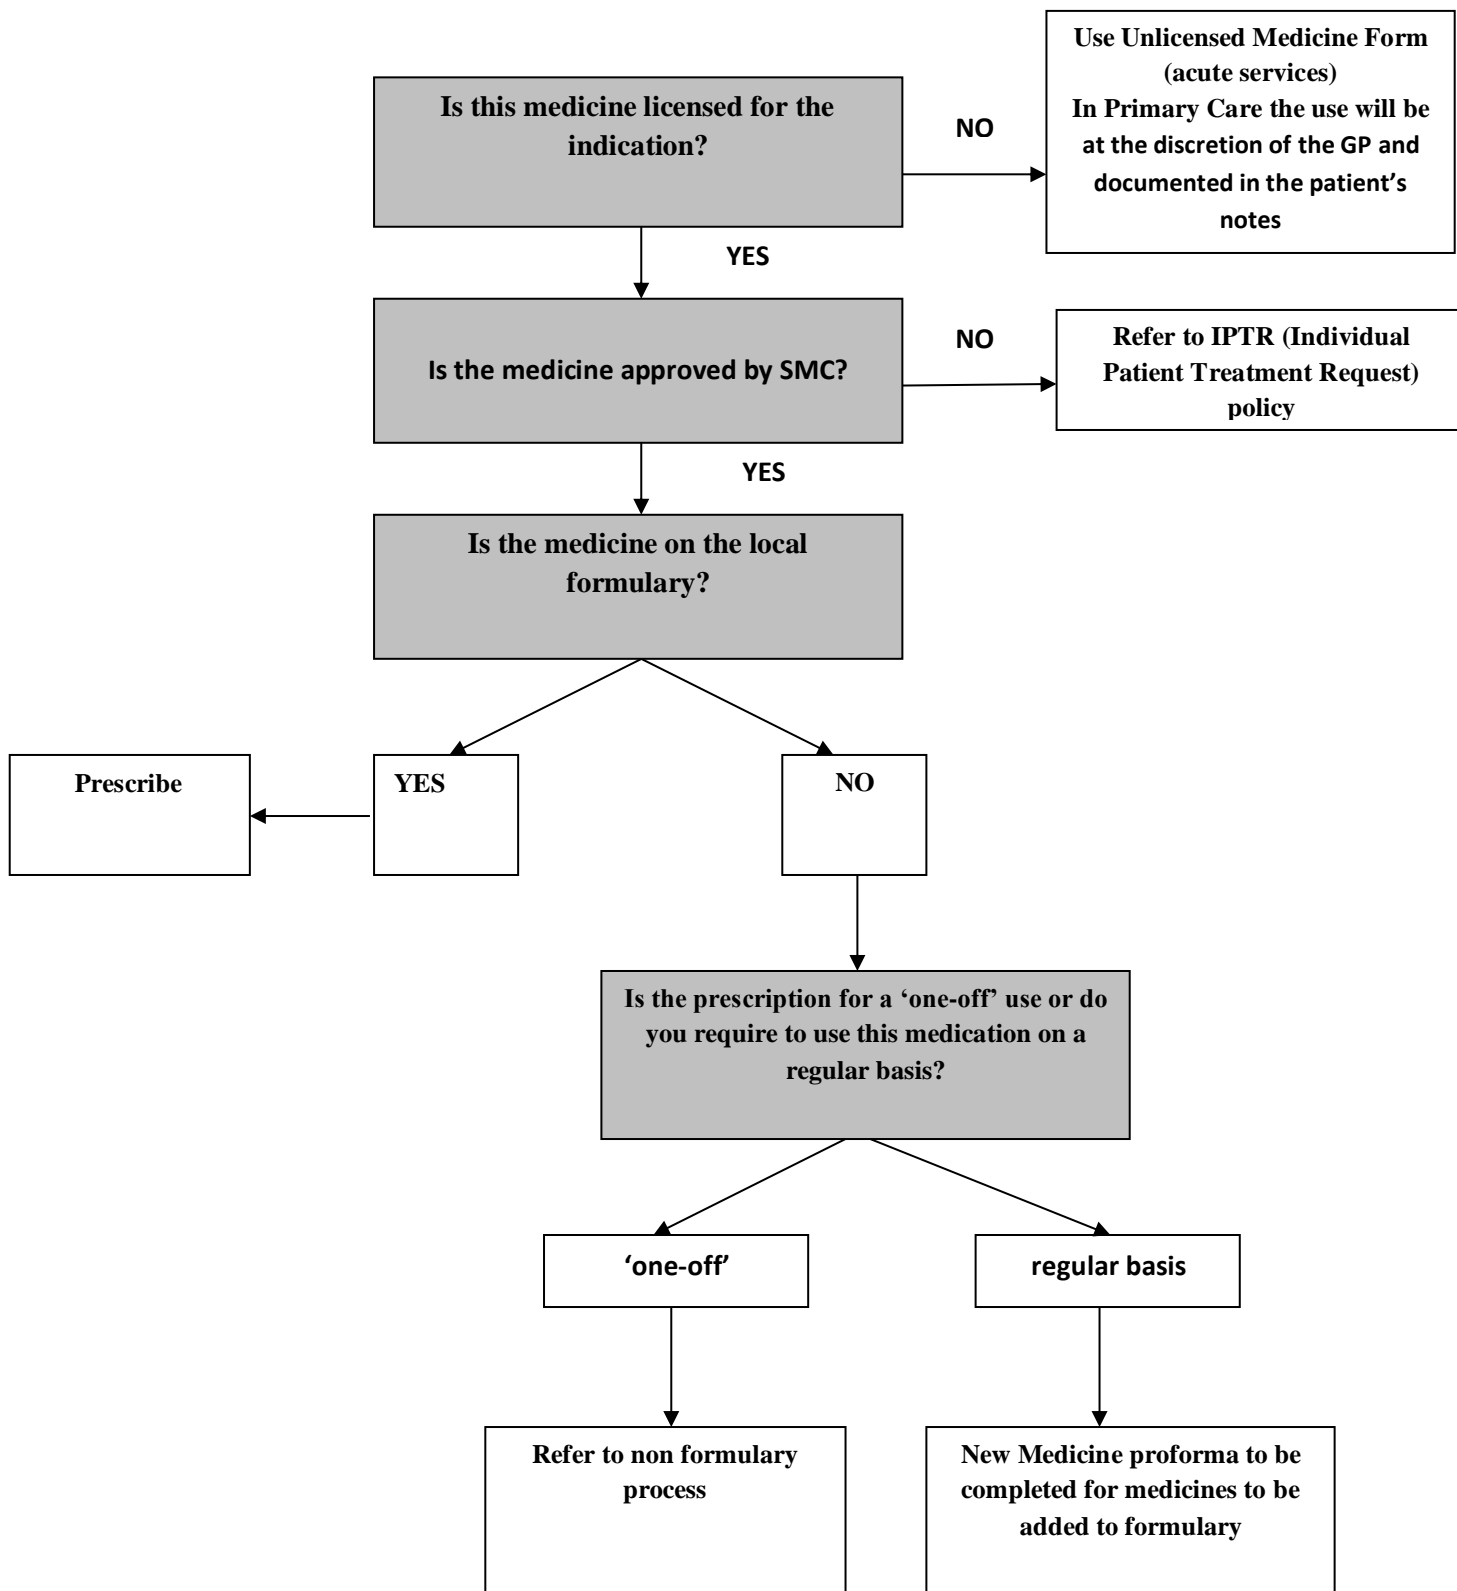 Use Unlicensed Medicine Form
(acute services)
In Primary Care the use will be
at the discretion of the GP and
documented in the patient’s
notes
Is this medicine licensed for the
indication?
NO
YES
Is the medicine approved by SMC?
NO
Refer to IPTR (Individual
Patient Treatment Request)
policy
YES
Is the medicine on the local
formulary?
Prescribe
YES
NO
Is the prescription for a ‘one-off’ use or do
you require to use this medication on a
regular basis?
‘one-off’
regular basis
Refer to non formulary
process
New Medicine proforma to be
completed for medicines to be
added to formulary